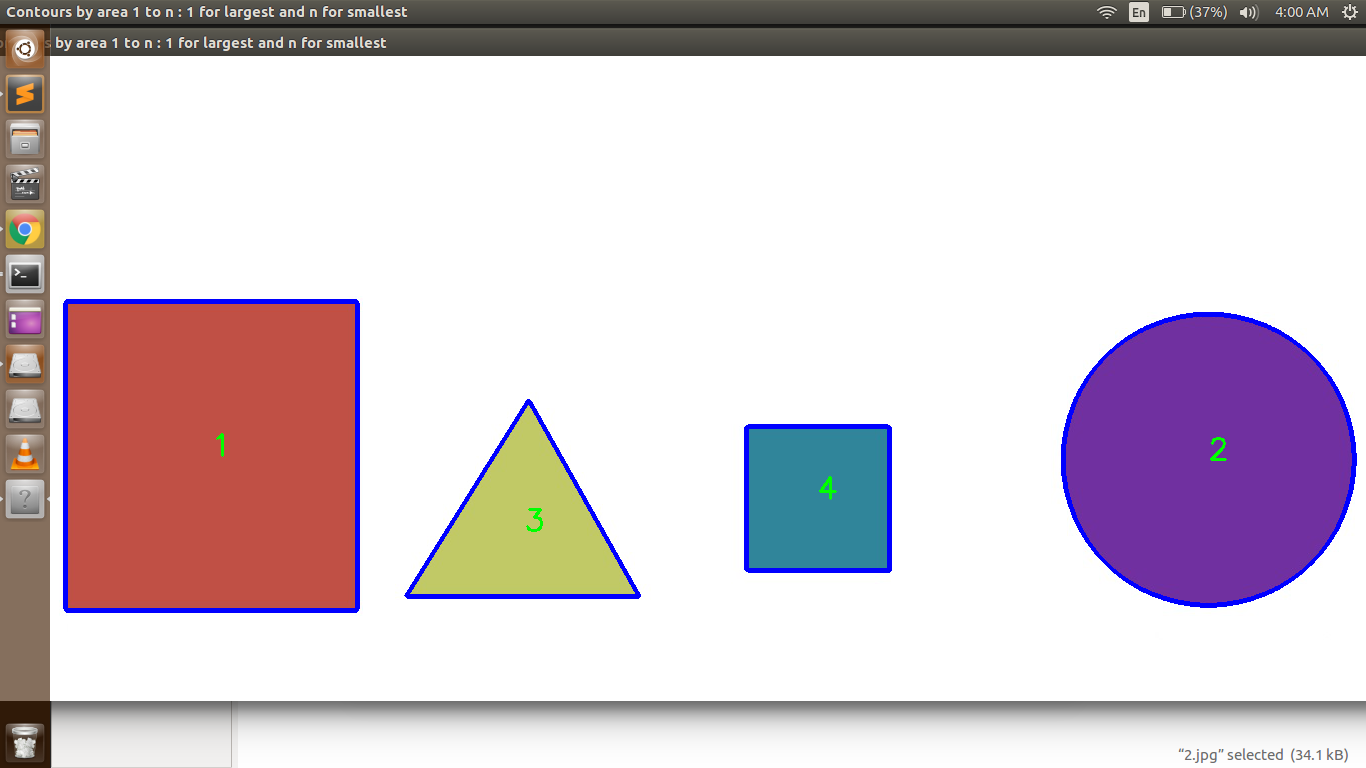 Contours by area 1 to n : 1 for largest and n for smallest
En (37%) 4:00 AM
s by area 1 to n : 1 for largest and n for smallest
1
2
4
3
“2.jpg” selected (34.1 kB)